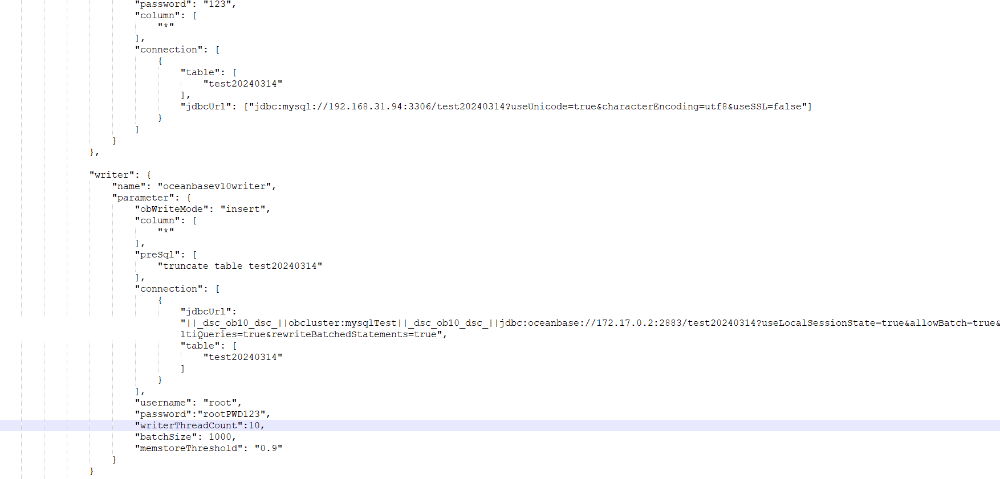 "password": "123",
"column": [
"*"
],
"connection": [
{
"table": [
"test20240314"
],
"jdbcUrl": ["jdbc:mysql://192.168.31.94:3306/test20240314?useUnicode=true&characterEncoding=utf8&useSSL=false"]
}
]
}
},
"writer": {
"name": "oceanbasev10writer",
"parameter": {
"obWriteMode": "insert",
"column": [
"*"
],
"preSql": [
"truncate table test20240314"
],
"connection": [
{
"jdbcUrl":
"||_dsc_ob10_dsc_||obcluster:mysqlTest||_dsc_ob10_dsc_||jdbc:oceanbase://172.17.0.2:2883/test20240314?useLocalSessionState=true&allowBatch=true&
ltiQueries=true&rewriteBatchedStatements=true",
"table": [
"test20240314"
]
}
],
"username": "root",
"password":"rootPWD123",
"writerThreadCount":10,
"batchSize": 1000,
"memstoreThreshold": "0.9"
}
}